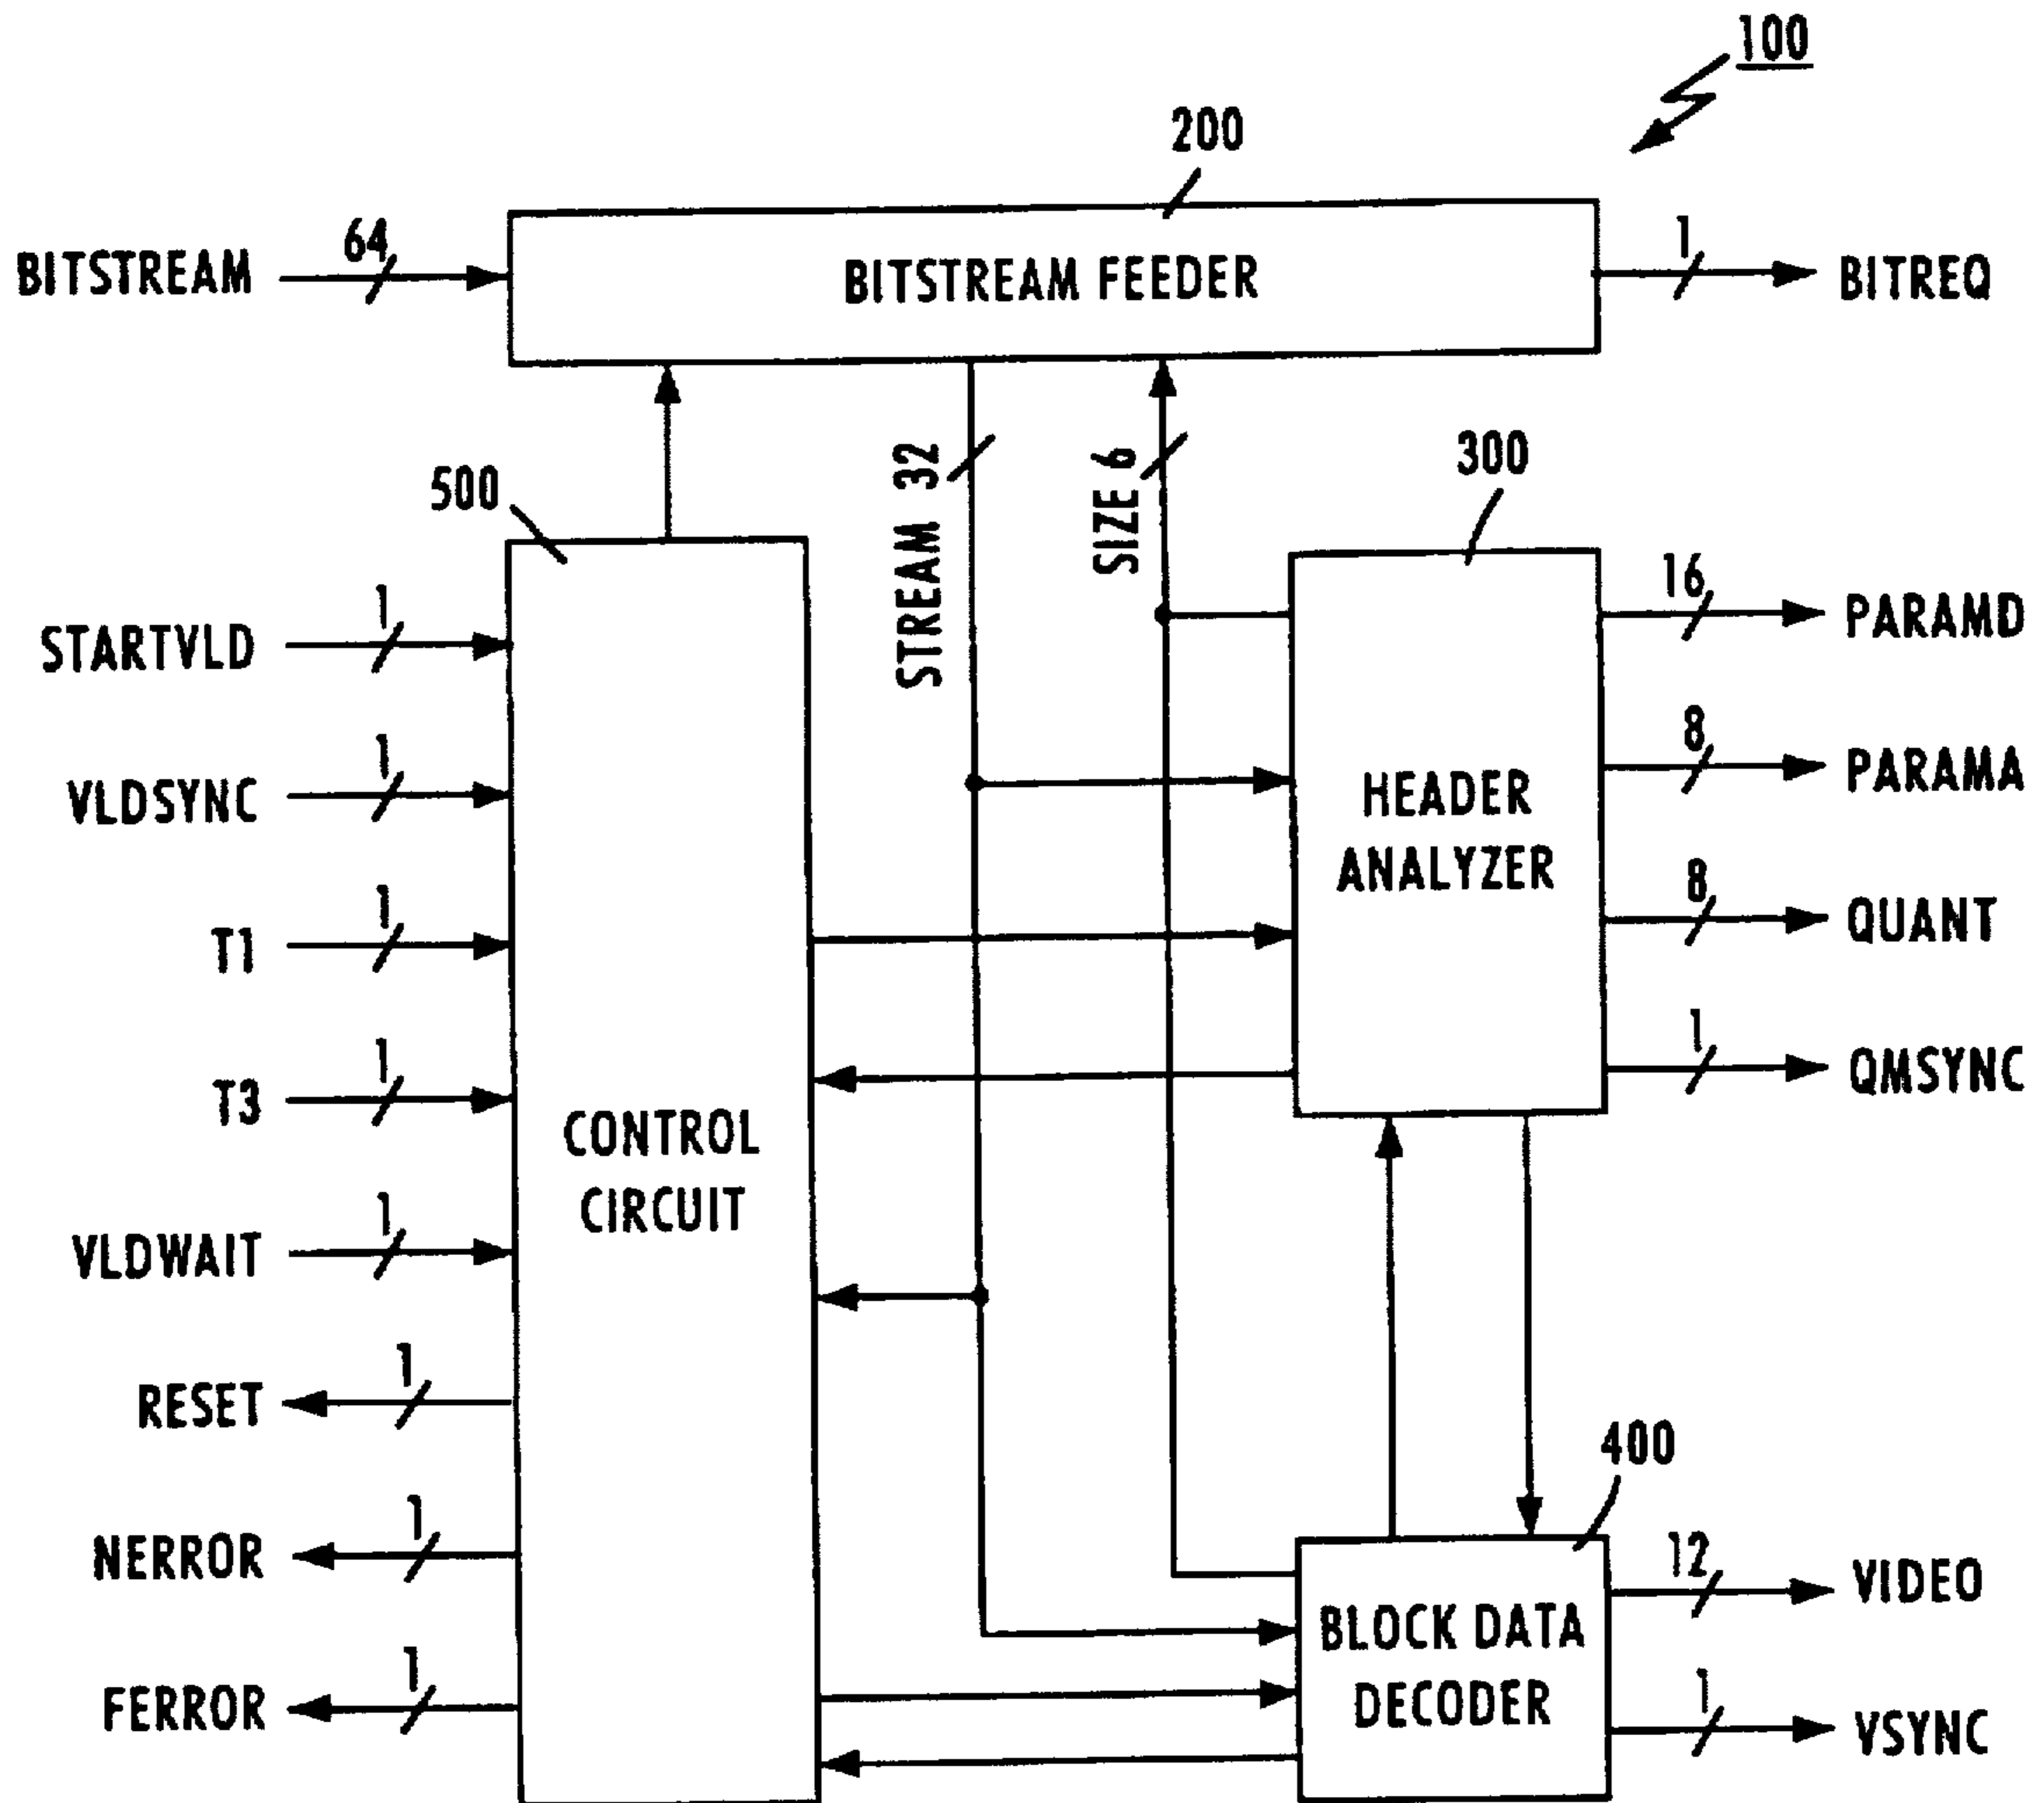 100
200
BITSTREAM 64
BITSTREAM FEEDER
1 BITREQ
500
STREAM 32
SIZE 6
300
STARTVLD 1
VLDSYNC 1
T1 1
T3 1
VLDWAIT 1
RESET 1
NERROR 1
FERROR 1
CONTROL
CIRCUIT
HEADER
ANALYZER
16 PARAMD
8 PARAMA
8 QUANT
1 QMSYNC
400
BLOCK DATA
DECODER
12 VIDEO
1 VSYNC